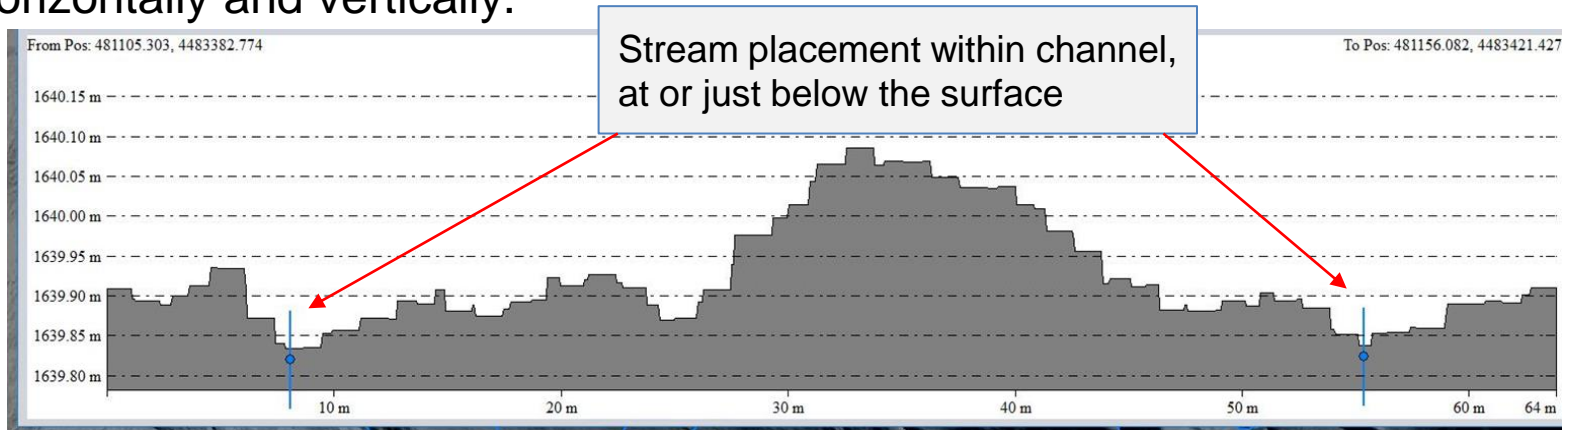 orizontally and vertically.
From Pos: 481105.303, 4483382.774
To Pos: 481156.082, 4483421.427
Stream placement within channel,
at or just below the surface
1640.15 m
1640.10 m
1640.05 m
1640.00 m
1639.95 m
1639.90 m
1639.85 m
1639.80 m
10 m 20 m 30 m 40 m 50 m 60 m 64 m